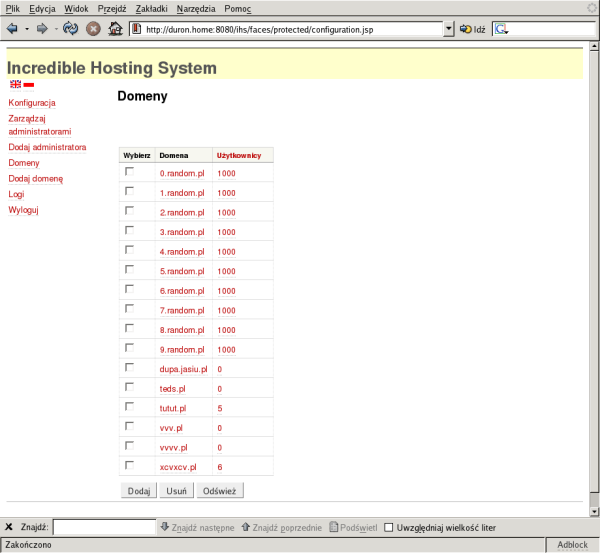 Plik Edycja Widok Przejdź Zakładki Narzędzia Pomoc
http://duron.home:8080/ihs/faces/protected/configuration.jsp Idź G
Incredible Hosting System
Konfiguracja
Zarządzaj
administratorami
Dodaj administratora
Domeny
Dodaj domenę
Logi
Wyloguj
Domeny
Wybierz Domena Użytkownicy
0.random.pl 1000
1.random.pl 1000
2.random.pl 1000
3.random.pl 1000
4.random.pl 1000
5.random.pl 1000
6.random.pl 1000
7.random.pl 1000
8.random.pl 1000
9.random.pl 1000
dupa.jasiu.pl 0
teds.pl 0
tutut.pl 5
vvv.pl 0
vvvv.pl 0
xcvxcv.pl 6
Dodaj Usuń Odśwież
Znajdź: Znajdź następne Znajdź poprzednie Podświetl Uwzględniaj wielkość liter
Zakończono Adblock